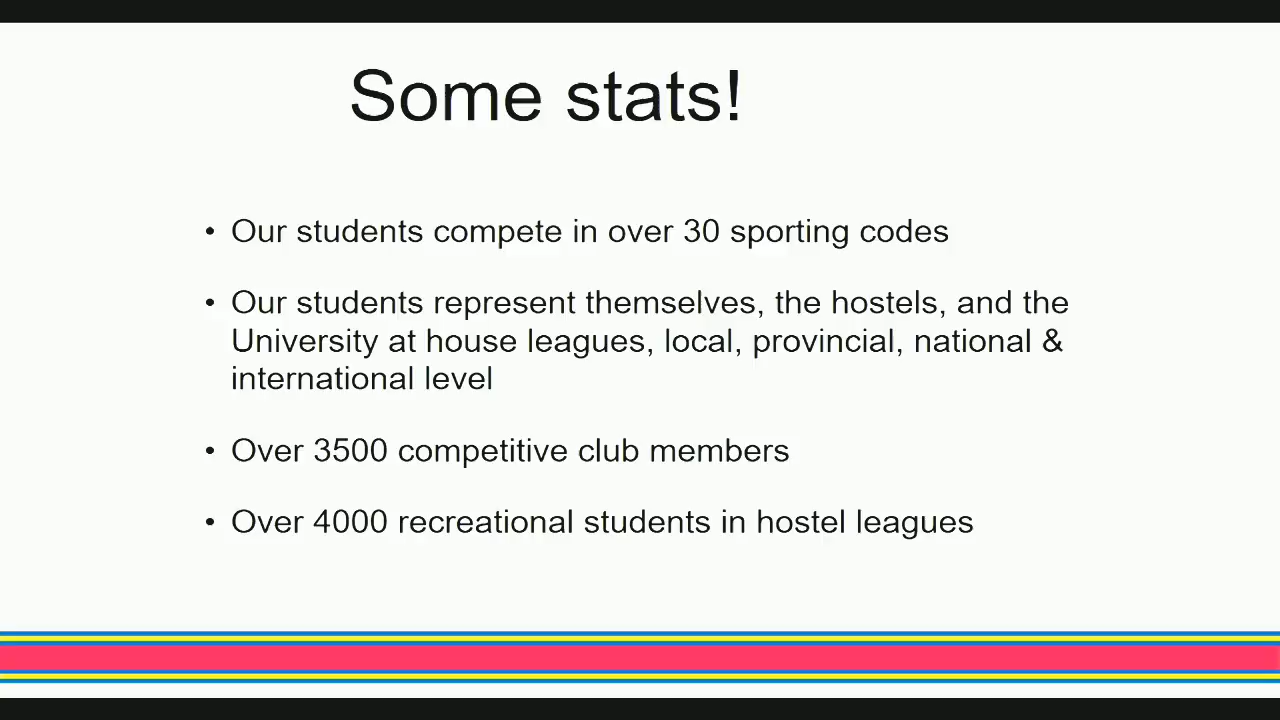 Some stats!
• Our students compete in over 30 sporting codes
• Our students represent themselves, the hostels, and the
University at house leagues, local, provincial, national &
international level
• Over 3500 competitive club members
• Over 4000 recreational students in hostel leagues